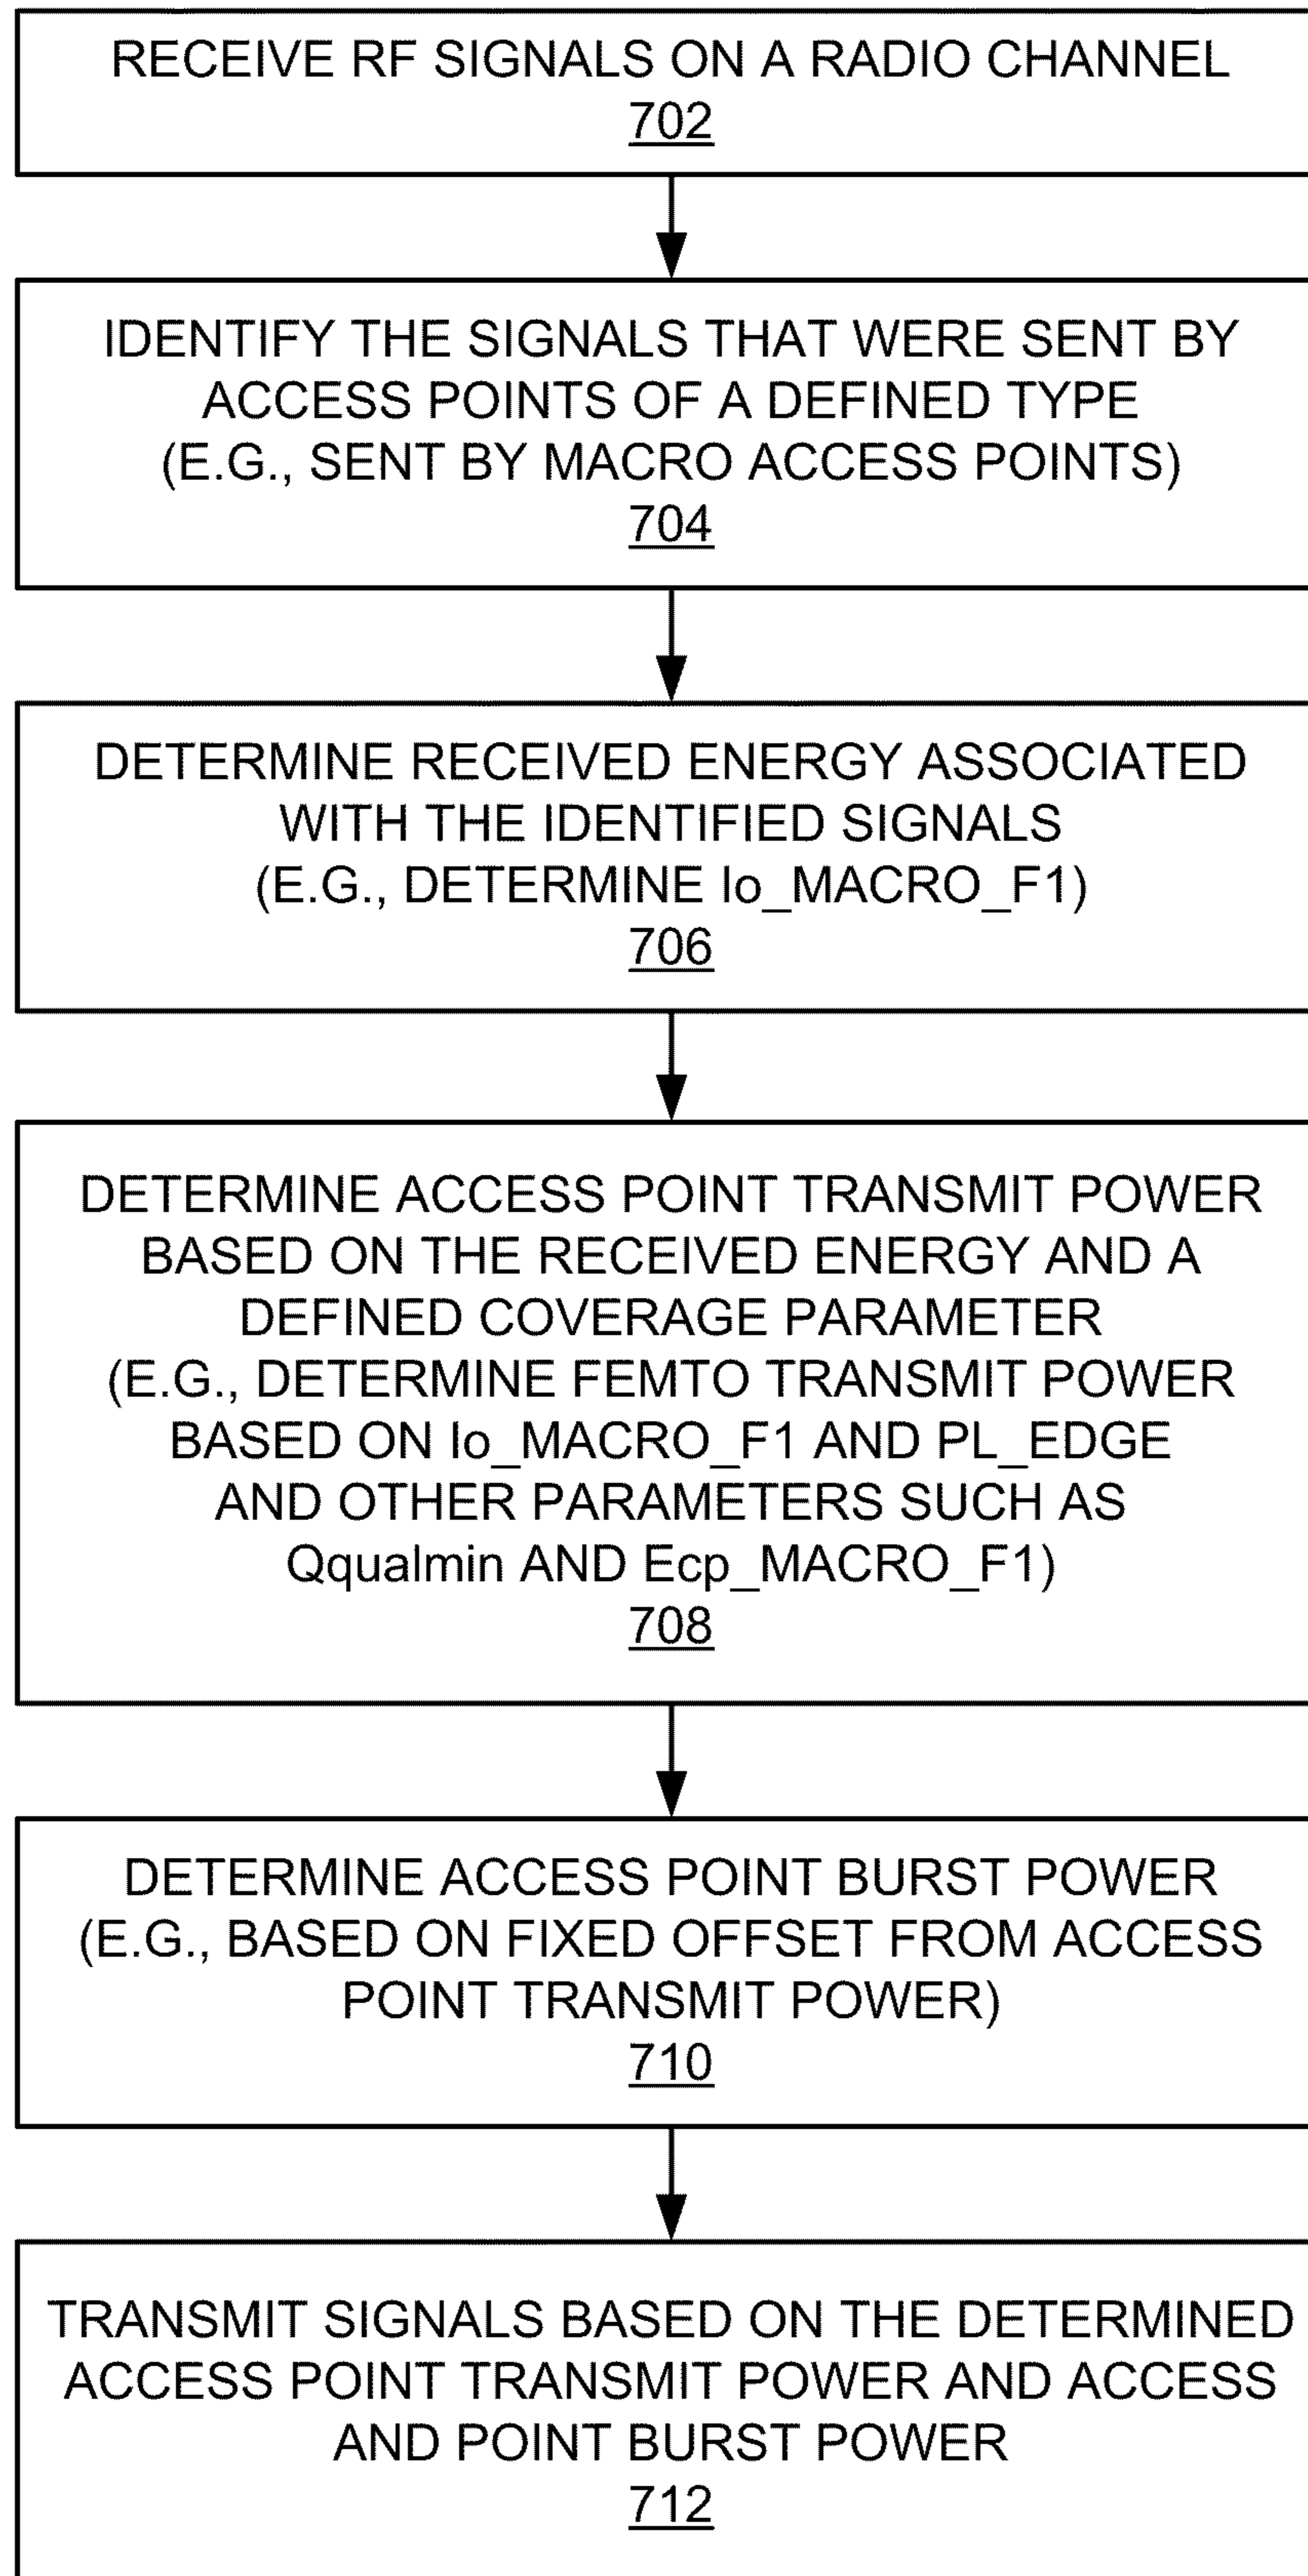 RECEIVE RF SIGNALS ON A RADIO CHANNEL
702
IDENTIFY THE SIGNALS THAT WERE SENT BY
ACCESS POINTS OF A DEFINED TYPE
(E.G., SENT BY MACRO ACCESS POINTS)
704
DETERMINE RECEIVED ENERGY ASSOCIATED
WITH THE IDENTIFIED SIGNALS
(E.G., DETERMINE Io_MACRO_F1)
706
DETERMINE ACCESS POINT TRANSMIT POWER
BASED ON THE RECEIVED ENERGY AND A
DEFINED COVERAGE PARAMETER
(E.G., DETERMINE FEMTO TRANSMIT POWER
BASED ON Io_MACRO_F1 AND PL_EDGE
AND OTHER PARAMETERS SUCH AS
Qqualmin AND Ecp_MACRO_F1)
708
DETERMINE ACCESS POINT BURST POWER
(E.G., BASED ON FIXED OFFSET FROM ACCESS
POINT TRANSMIT POWER)
710
TRANSMIT SIGNALS BASED ON THE DETERMINED
ACCESS POINT TRANSMIT POWER AND ACCESS
AND POINT BURST POWER
712